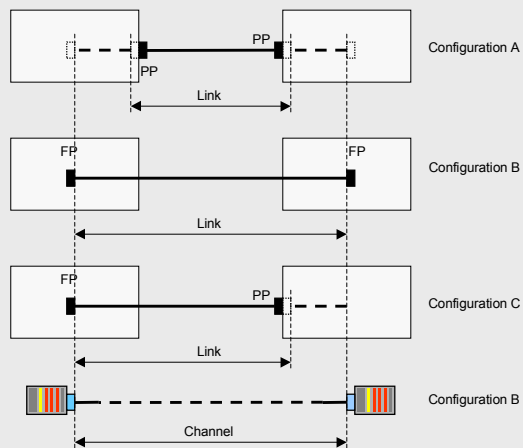 PP
PP
Configuration A
Link
FP
FP
Configuration B
Link
FP
PP
Configuration C
Link
Configuration B
Channel